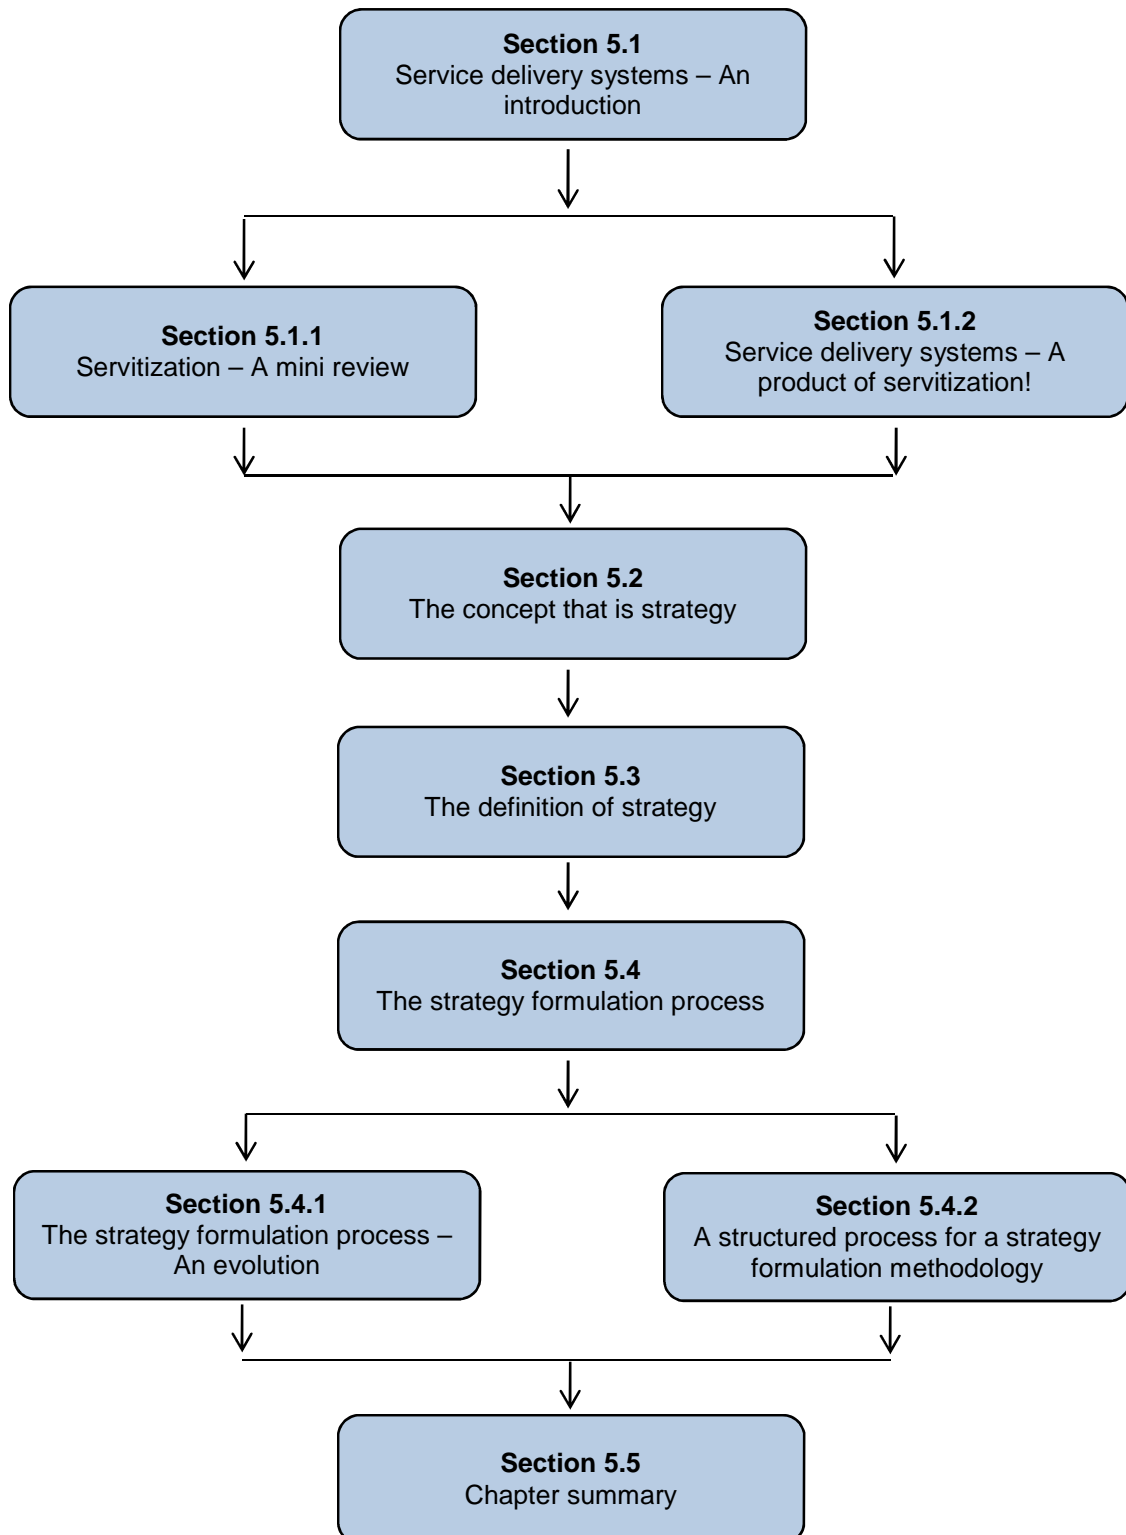 Section 5.1
Service delivery systems – An
introduction
Section 5.1.1
Servitization – A mini review
Section 5.1.2
Service delivery systems – A
product of servitization!
Section 5.2
The concept that is strategy
Section 5.3
The definition of strategy
Section 5.4
The strategy formulation process
Section 5.4.1
The strategy formulation process –
An evolution
Section 5.4.2
A structured process for a strategy
formulation methodology
Section 5.5
Chapter summary